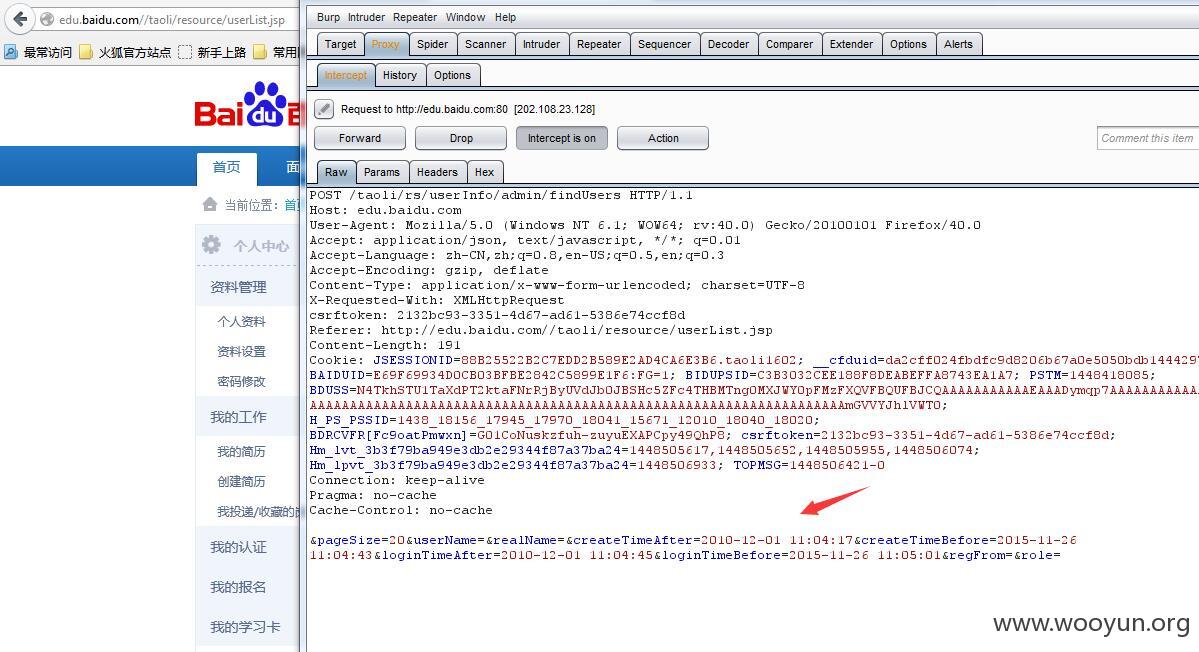 edu.baidu.com//taoli/resource/userList.jsp
最常访问 火狐官方站点 新手上路 常用
Baidu
首页 面
当前位置: 首
个人中心
资料管理
个人资料
资料设置
密码修改
我的工作
我的简历
创建简历
我投递/收藏的
我的认证
我的报名
我的学习卡
Burp Intruder Repeater Window Help
Target Proxy Spider Scanner Intruder Repeater Sequencer Decoder Comparer Extender Options Alerts
Intercept History Options
Request to http://edu.baidu.com:80 [202.108.23.128]
Forward Drop Intercept is on Action Comment this item
Raw Params Headers Hex
POST /taoli/rs/userInfo/admin/findUsers HTTP/1.1
Host: edu.baidu.com
User-Agent: Mozilla/5.0 (Windows NT 6.1; WOW64; rv:40.0) Gecko/20100101 Firefox/40.0
Accept: application/json, text/javascript, */*; q=0.01
Accept-Language: zh-CN,zh;q=0.8,en-US;q=0.5,en;q=0.3
Accept-Encoding: gzip, deflate
Content-Type: application/x-www-form-urlencoded; charset=UTF-8
X-Requested-With: XMLHttpRequest
csrftoken: 2132bc93-3351-4d67-ad61-5386e74ccf8d
Referer: http://edu.baidu.com//taoli/resource/userList.jsp
Content-Length: 191
Cookie: JSESSIONID=88B25522B2C7EDD2B589E2AD4CA6E3B6.taoli1602; __cfduid=da2cff024fbdfc9d8206b67a0e5050bdb1444297
BAIDUID=E69F69934D0CB03BFBE2842C5899E1F6:FG=1; BIDUPSID=C3B3032CEE188F8DEABEFFA8743EA1A7; PSTM=1448418085;
H_PS_PSSID=1438_18156_17945_17970_18041_15671_12010_18040_18020;
BDRCVFR[Fc9oatPmwxn]=G01CoNuskzfuh-zuyuEXAPCpy49QhP8; csrftoken=2132bc93-3351-4d67-ad61-5386e74ccf8d;
Hm_lvt_3b3f79ba949e3db2e29344f87a37ba24=1448505617,1448505652,1448505955,1448506074;
Hm_lpvt_3b3f79ba949e3db2e29344f87a37ba24=1448506933; TOPMSG=1448506421-0
Connection: keep-alive
Pragma: no-cache
Cache-Control: no-cache
&pageSize=20&userName=&realName=&createTimeAfter=2010-12-01 11:04:17&createTimeBefore=2015-11-26
11:04:43&loginTimeAfter=2010-12-01 11:04:45&loginTimeBefore=2015-11-26 11:05:01&regFrom=&role=
www.wooyun.org